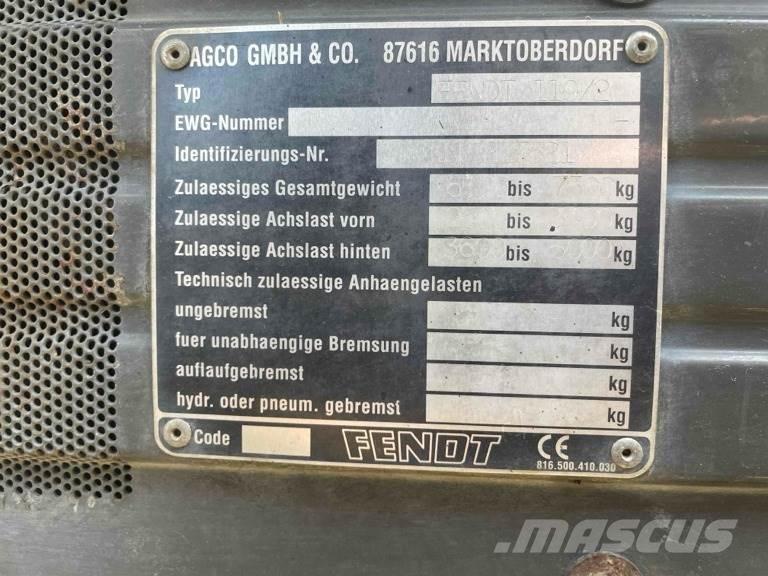 AGCO GMBH & CO. 87616 MARKTOBERDORF
Typ FENDT
EWG-Nummer -
Identifizierungs-Nr.
Zulaessiges Gesamtgewicht bis kg
Zulaessige Achslast vorn bis kg
Zulaessige Achslast hinten bis kg
Technisch zulaessige Anhaengelasten
ungebremst kg
fuer unabhaengige Bremsung kg
auflaufgebremst kg
hydr. oder pneum. gebremst kg
Code FENDT CE
816.500.410.030
MASCUS